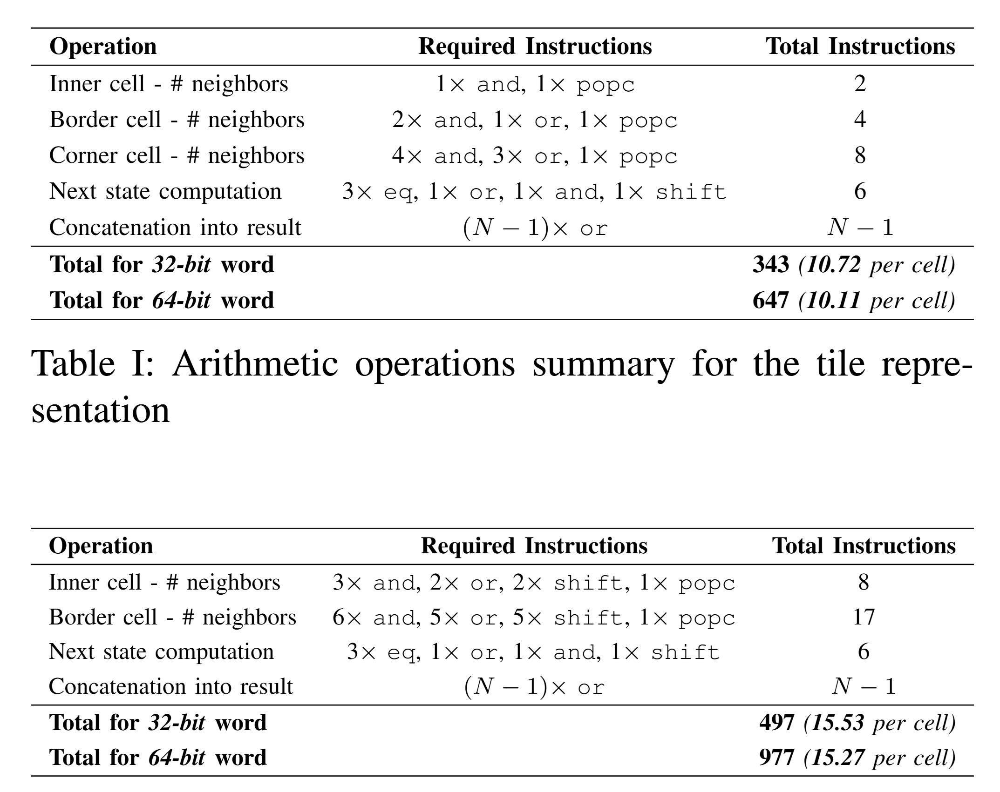 Operation Required Instructions Total Instructions
Inner cell - # neighbors 1× and, 1× popc 2
Border cell - # neighbors 2× and, 1× or, 1× popc 4
Corner cell - # neighbors 4× and, 3× or, 1× popc 8
Next state computation 3× eq, 1× or, 1× and, 1× shift 6
Concatenation into result (N − 1)× or N − 1
Total for 32-bit word 343 (10.72 per cell)
Total for 64-bit word 647 (10.11 per cell)
Table I: Arithmetic operations summary for the tile repre-
sentation
Operation Required Instructions Total Instructions
Inner cell - # neighbors 3× and, 2× or, 2× shift, 1× popc 8
Border cell - # neighbors 6× and, 5× or, 5× shift, 1× popc 17
Next state computation 3× eq, 1× or, 1× and, 1× shift 6
Concatenation into result (N − 1)× or N − 1
Total for 32-bit word 497 (15.53 per cell)
Total for 64-bit word 977 (15.27 per cell)